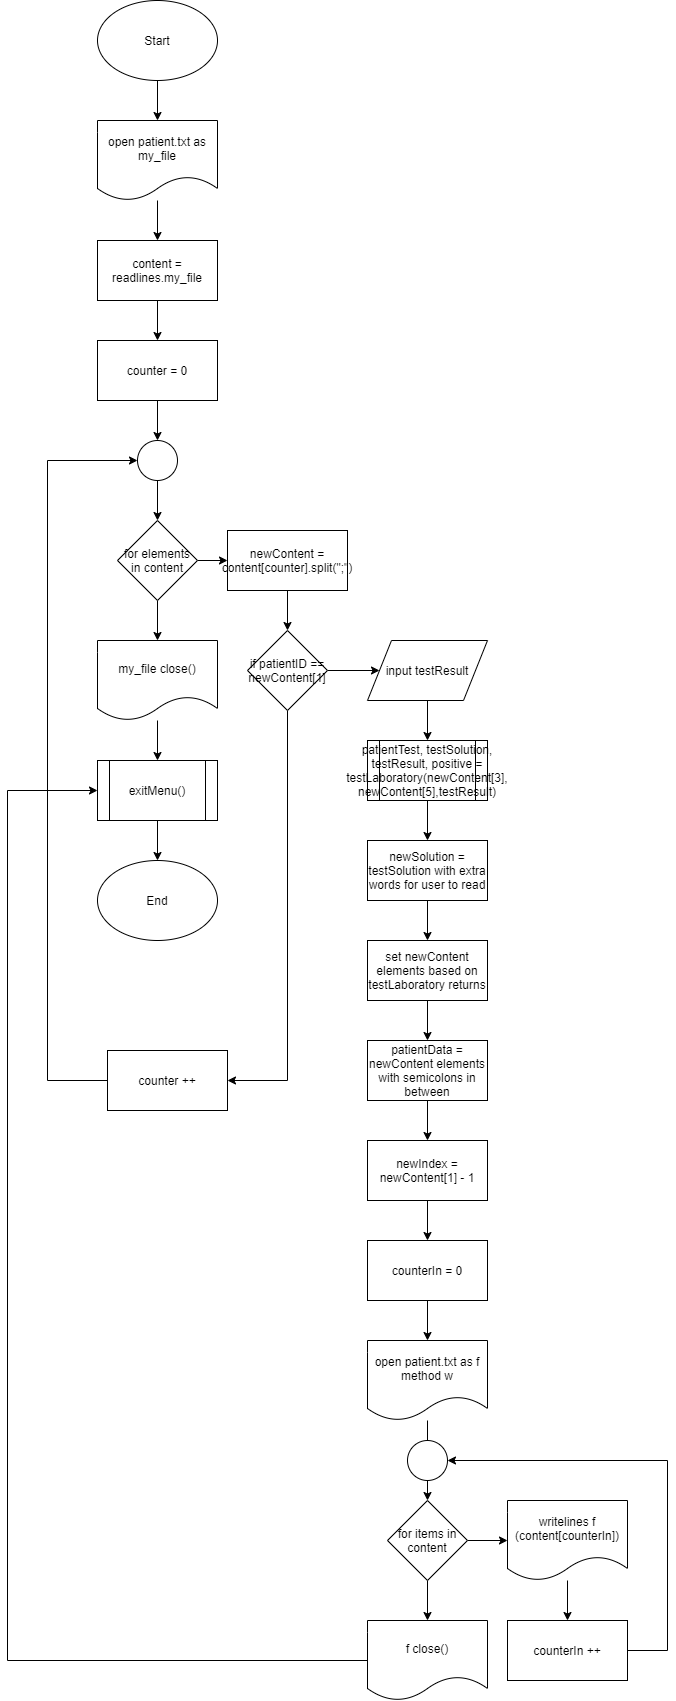 Start
open patient.txt as
my_file
content =
readlines.my_file
counter = 0
for elements
in content
newContent =
content[counter].split(";")
my_file close()
if patientID ==
newContent[1]
input testResult
exitMenu()
patientTest, testSolution,
testResult, positive =
testLaboratory(newContent[3],
newContent[5],testResult)
End
newSolution =
testSolution with extra
words for user to read
set newContent
elements based on
testLaboratory returns
counter ++
patientData =
newContent elements
with semicolons in
between
newIndex =
newContent[1] - 1
counterIn = 0
open patient.txt as f
method w
for items in
content
writelines f
(content[counterIn])
f close()
counterIn ++